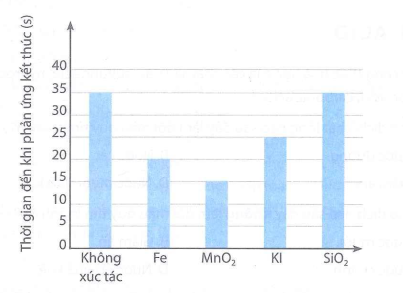 Thời gian đến khi phản ứng kết thúc (s)
40
35
30
25
20
15
10
5
0
Không
xúc tác
Fe
MnO₂
KI
SiO₂